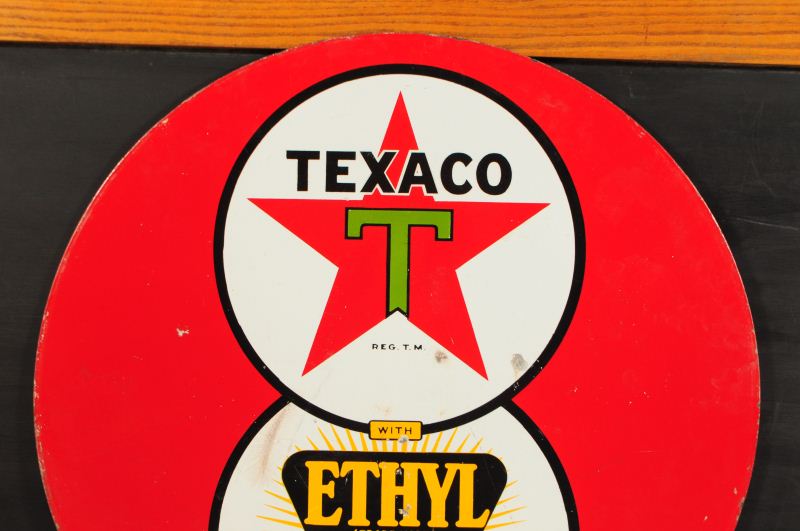 TEXACO
T
REG. T. M.
WITH
ETHYL